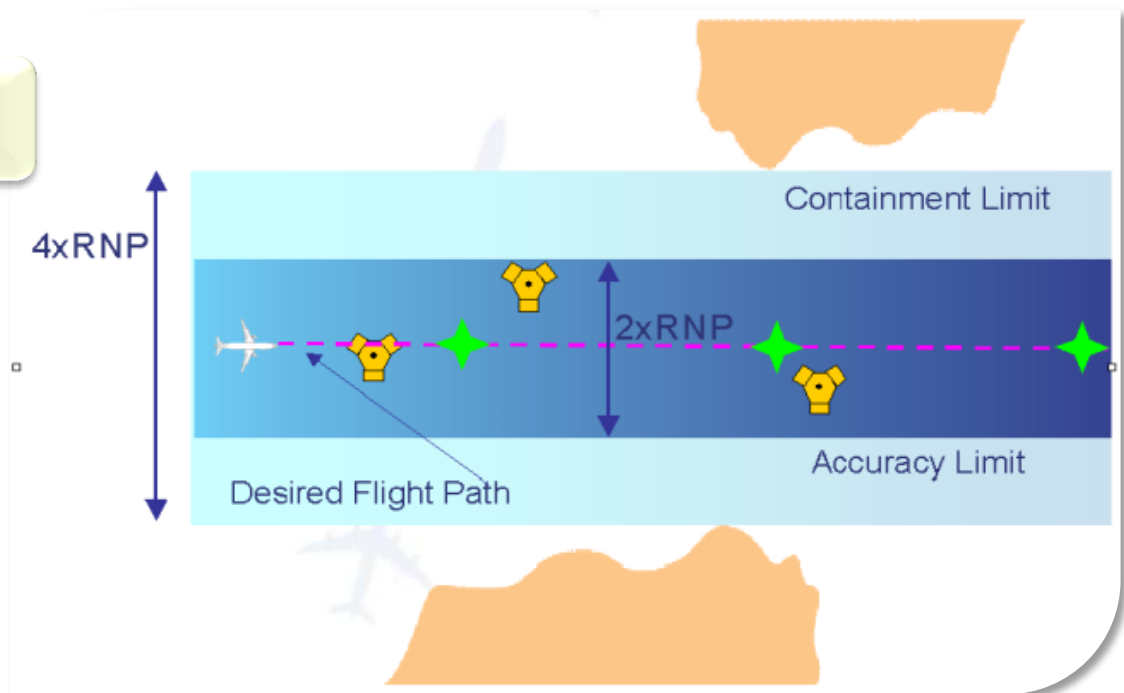 Containment Limit
4xRNP
2xRNP
Accuracy Limit
Desired Flight Path